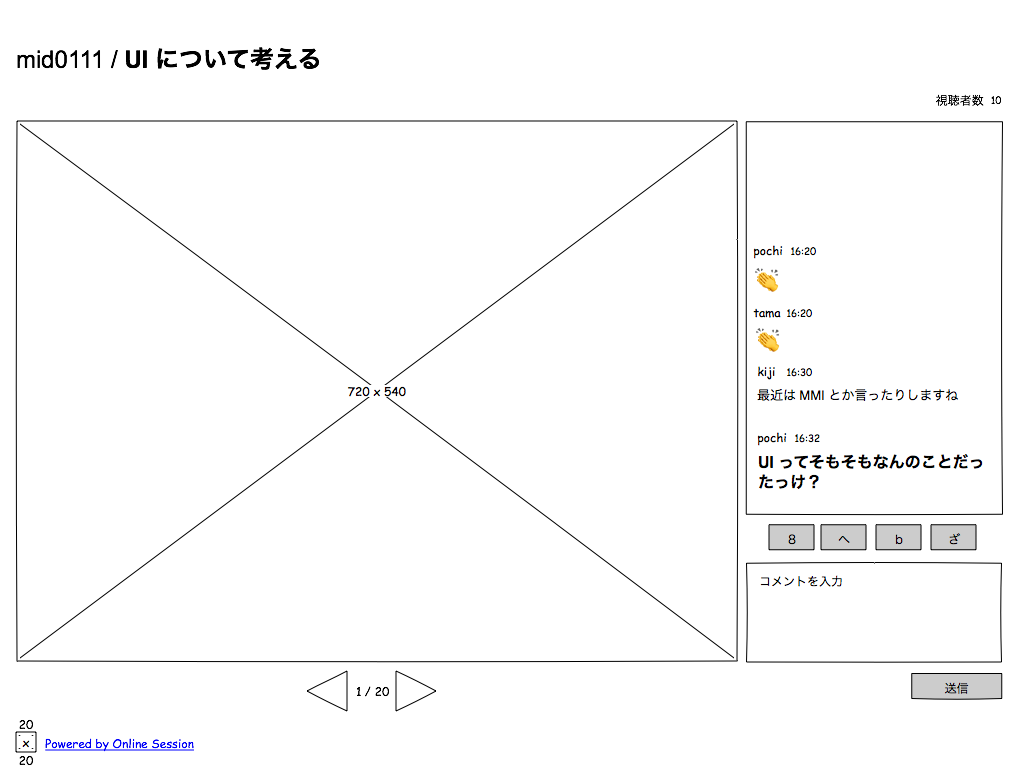 mid0111 / UI について考える
視聴者数 10
720 x 540
pochi 16:20
tama 16:20
kiji 16:30
最近は MMI とか言ったりしますね
pochi 16:32
UI ってそもそもなんのことだっ
たっけ？
8 へ b ざ
コメントを入力
1 / 20
送信
20
x
Powered by Online Session
20